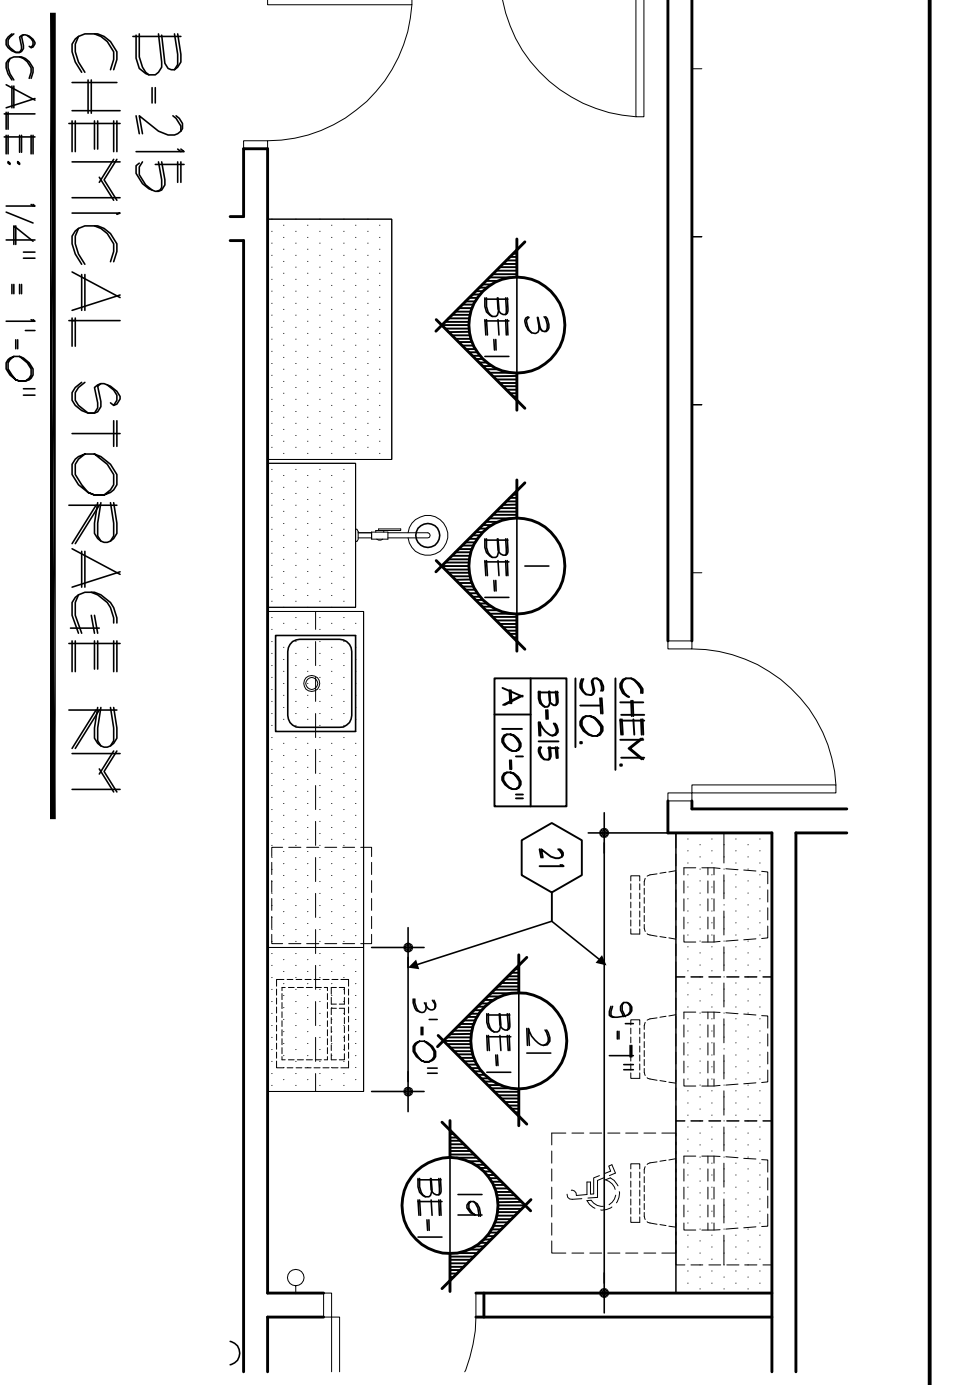 CHEM.
STO.
B-215
A 10'-0"
3
BE-1
1
BE-1
21
21
BE-1
19
BE-1
9'-7"
3'-0"
B-215
CHEMICAL STORAGE RM
SCALE: 1/4" = 1'-0"